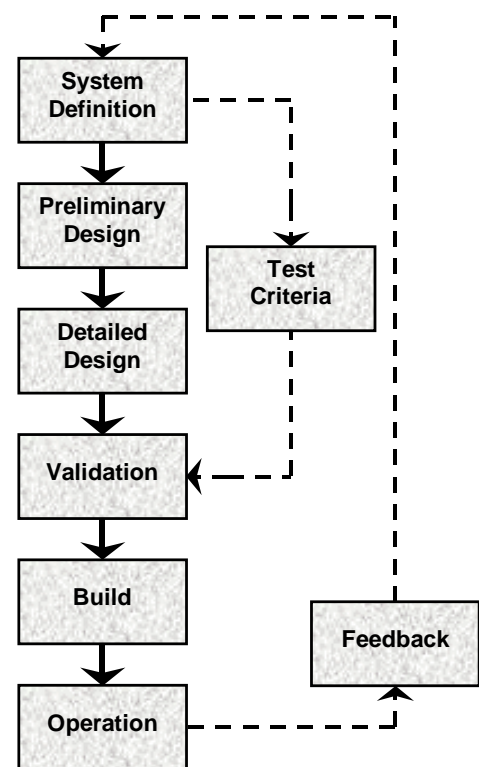 System
Definition
Preliminary
Design
Test
Criteria
Detailed
Design
Validation
Build
Feedback
Operation